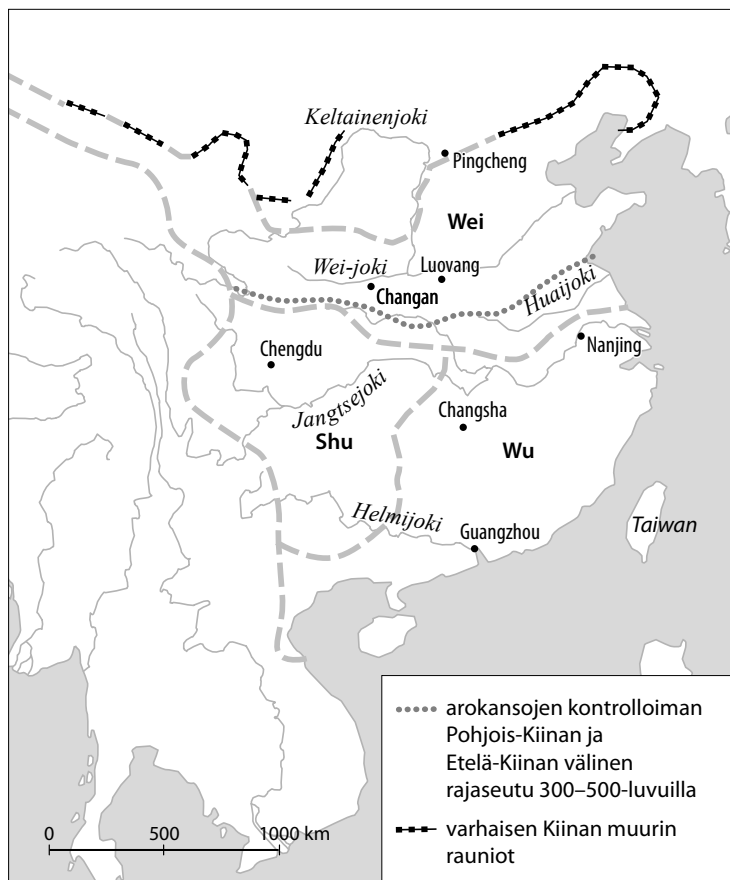 Keltainenjoki
Pingcheng
Wei
Wei-joki
Luovang
Changan
Huaijoki
Nanjing
Chengdu
Jangtsejoki
Changsha
Shu
Wu
Helmijoki
Guangzhou
Taiwan
arokansojen kontrolloiman
Pohjois-Kiinan ja
Etelä-Kiinan välinen
rajaseutu 300–500-luvuilla
varhaisen Kiinan muurin
rauniot
0 500 1000 km